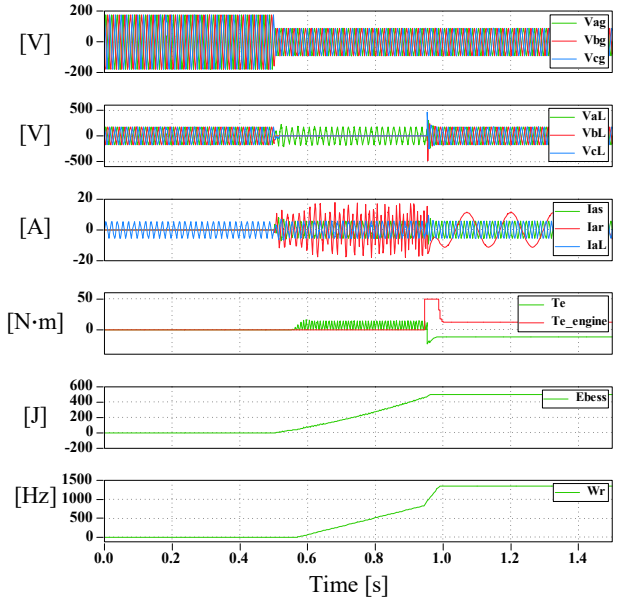 200
[V]
0
-200
Vag
Vbg
Vcg
500
[V]
0
-500
VaL
VbL
VcL
20
[A]
0
-20
Ias
Iar
IaL
50
[N·m]
0
Te
Te_engine
600
400
[J]
200
0
-200
Ebess
1500
[Hz]
1000
500
0
Wr
0.0 0.2 0.4 0.6 0.8 1.0 1.2 1.4
Time [s]